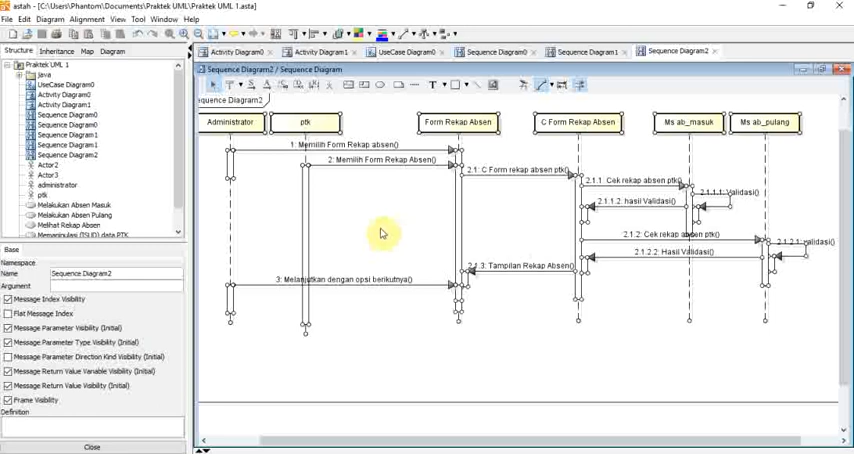 astah - [C:\Users\Phantom\Documents\Praktek UML\Praktek UML 1.asta]
File Edit Diagram Alignment View Tool Window Help
Structure Inheritance Map Diagram
Activity Diagram0
Activity Diagram1
UseCase Diagram0
Sequence Diagram0
Sequence Diagram1
Sequence Diagram2
Praktek UML 1
java
UseCase Diagram0
Activity Diagram0
Activity Diagram1
Sequence Diagram0
Sequence Diagram0
Sequence Diagram1
Sequence Diagram1
Sequence Diagram2
Actor2
Actor3
administrator
ptk
Melakukan Absen Masuk
Melakukan Absen Pulang
Melihat Rekap Absen
Memanipulasi (ISUD) data PTK
Base
Namespace
Name Sequence Diagram2
Argument
Message Index Visibility
Flat Message Index
Message Parameter Visibility (Initial)
Message Parameter Type Visibility (Initial)
Message Parameter Direction Kind Visibility (Initial)
Message Return Value Variable Visibility (Initial)
Message Return Value Visibility (Initial)
Frame Visibility
Definition
Close
Sequence Diagram2 / Sequence Diagram
equence Diagram2
Administrator
ptk
Form Rekap Absen
C Form Rekap Absen
Ms ab_masuk
Ms ab_pulang
1: Memilih Form Rekap absen()
2: Memilih Form Rekap Absen()
2.1: C Form rekap absen ptk()
2.1.1: Cek rekap absen ptk()
2.1.1.1: Validasi()
2.1.1.2: hasil Validasi()
2.1.2: Cek rekap absen ptk()
2.1.2.1: validasi()
2.1.2.2: Hasil Validasi()
2.1.3: Tampilan Rekap Absen()
3: Melanjutkan dengan opsi berikutnya()